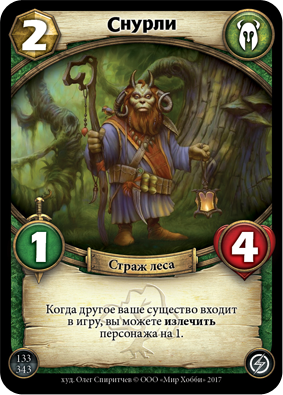 2
Снурли
1
4
Страж леса
Когда другое ваше существо входит
в игру, вы можете излечить
персонажа на 1.
133
343
худ. Олег Спиритчев © ООО «Мир Хобби» 2017